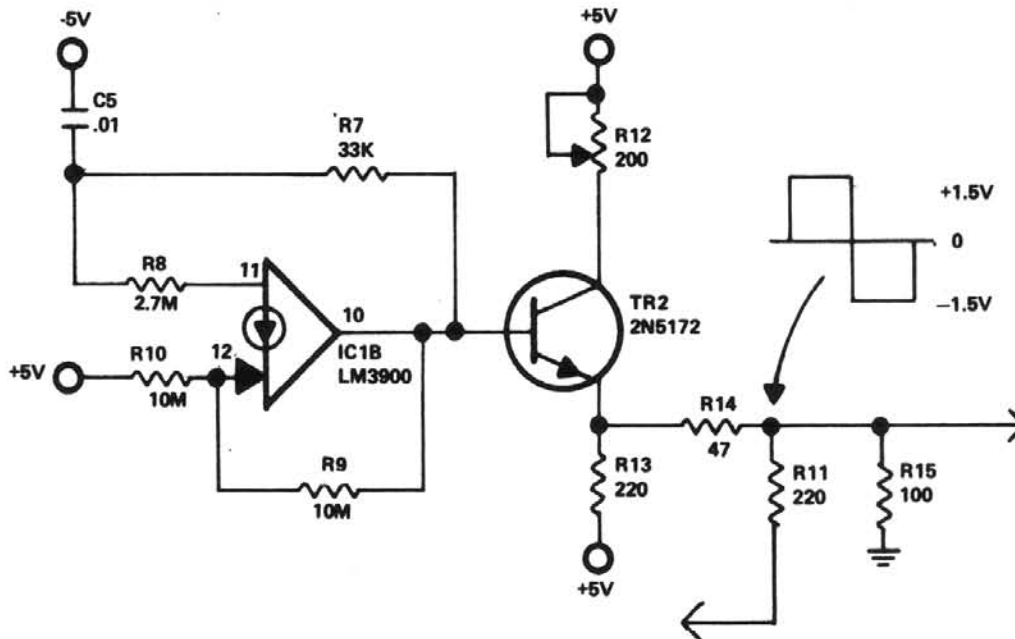 -5V
+5V
C5
.01
R7
33K
R12
200
+1.5V
0
−1.5V
R8
2.7M
11
10
TR2
2N5172
IC1B
LM3900
+5V
R10
10M
12
R14
47
R9
10M
R13
220
R11
220
R15
100
+5V